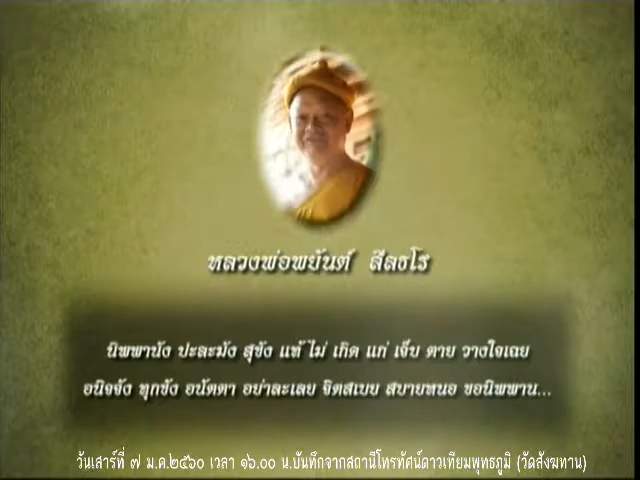 หลวงพ่อพยันต์ สีลธโร
นิพพานัง ปะละมัง สุขัง แท้ ไม่ เกิด แก่ เจ็บ ตาย วางใจเฉย
อนิจจัง ทุกขัง อนัตตา อย่าละเลย จิตสเบย สบายหนอ ขอนิพพาน...
วันเสาร์ที่ ๗ ม.ค.๒๕๖๐ เวลา ๑๖.๐๐ น.บันทึกจากสถานีโทรทัศน์ดาวเทียมพุทธภูมิ (วัดสังฆทาน)